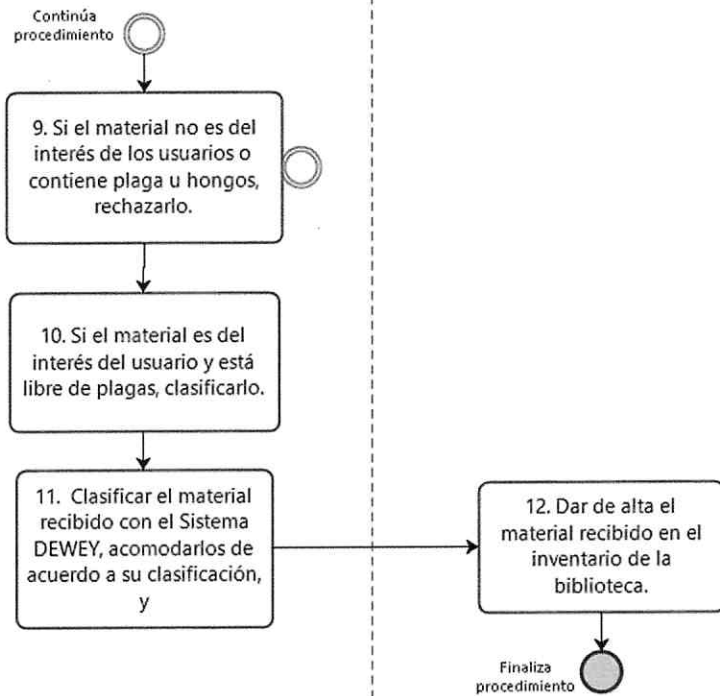 Continúa
procedimiento
9. Si el material no es del
interés de los usuarios o
contiene plaga u hongos,
rechazarlo.
10. Si el material es del
interés del usuario y está
libre de plagas, clasificarlo.
11. Clasificar el material
recibido con el Sistema
DEWEY, acomodarlos de
acuerdo a su clasificación,
y
12. Dar de alta el
material recibido en el
inventario de la
biblioteca.
Finaliza
procedimiento